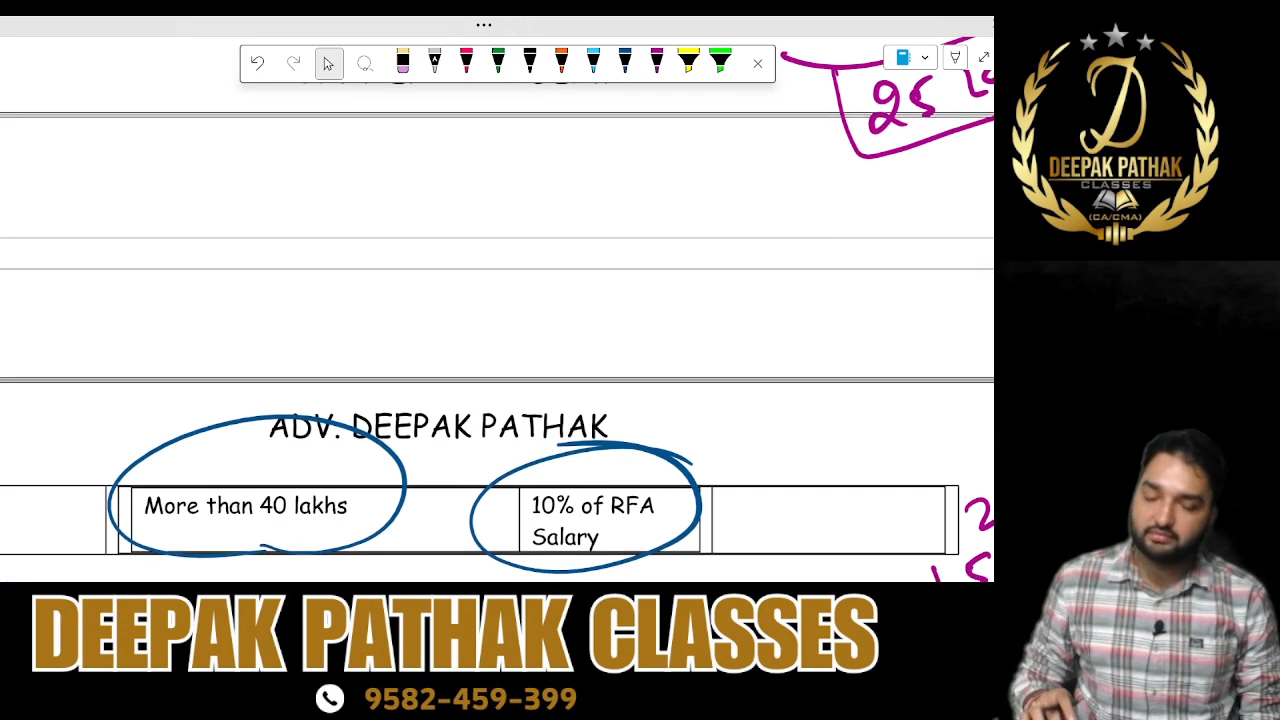 25
ADV. DEEPAK PATHAK
More than 40 lakhs
10% of RFA
Salary
D
DEEPAK PATHAK
CLASSES
(CA/CMA)
DEEPAK PATHAK CLASSES
9582-459-399